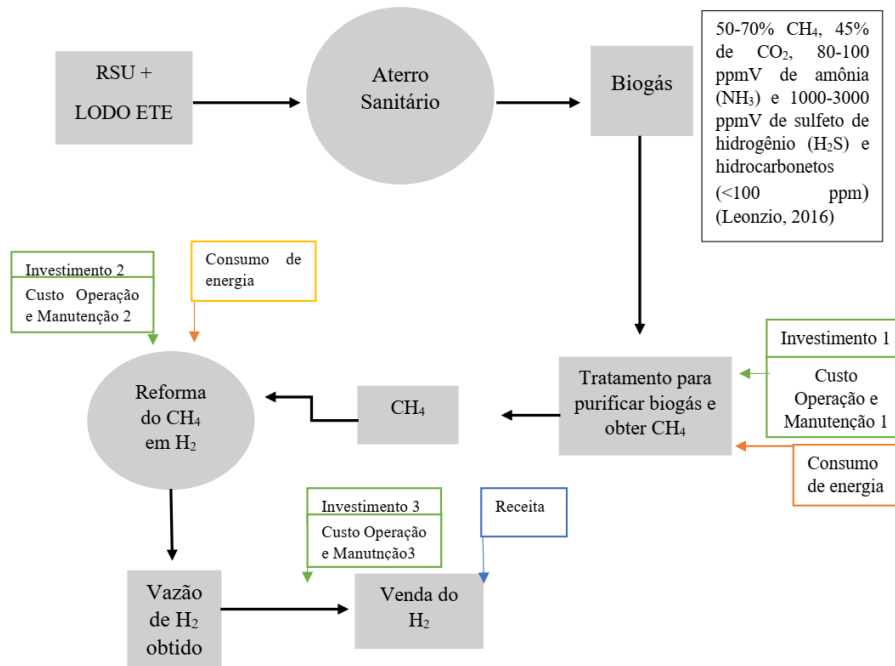 RSU +
LODO ETE
Aterro
Sanitário
Biogás
50-70% CH₄, 45%
de CO₂, 80-100
ppmV de amônia
(NH₃) e 1000-3000
ppmV de sulfeto de
hidrogênio (H₂S) e
hidrocarbonetos
(<100 ppm)
(Leonzio, 2016)
Investimento 2
Custo Operação
e Manutenção 2
Consumo de
energia
Investimento 1
Custo
Operação e
Manutenção 1
Consumo
de energia
Tratamento para
purificar biogás e
obter CH₄
CH₄
Reforma
do CH₄
em H₂
Investimento 3
Custo Operação
e Manutnção3
Receita
Vazão
de H₂
obtido
Venda do
H₂